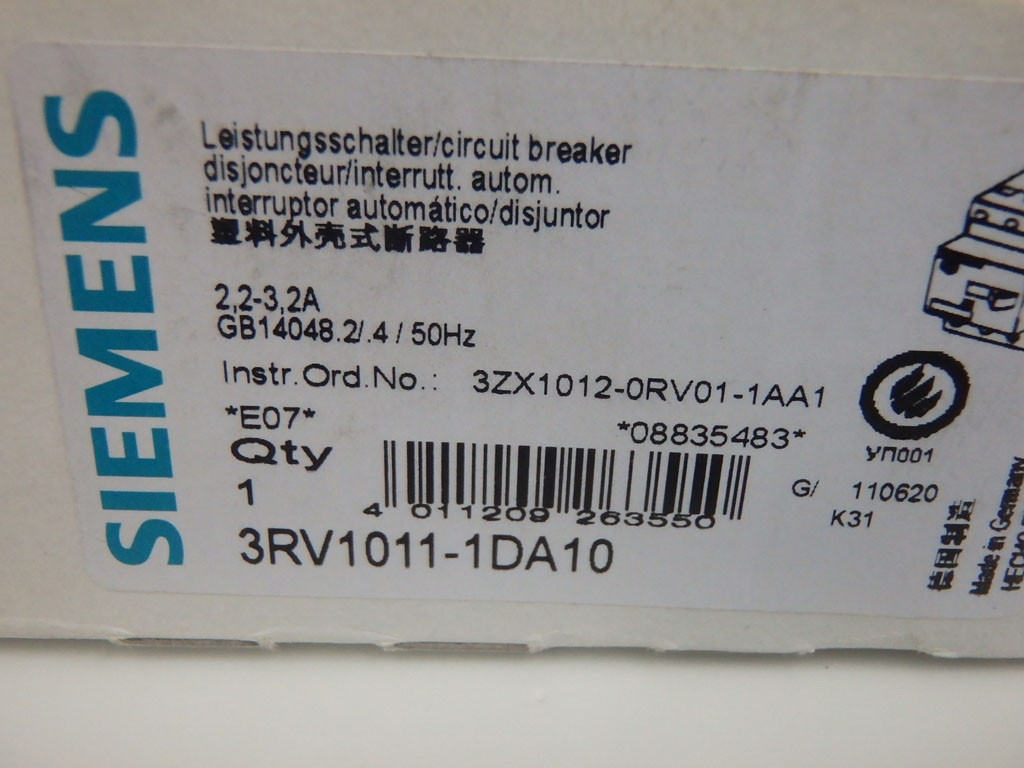 SIEMENS
Leistungsschalter/circuit breaker
disjoncteur/interrutt. autom.
interruptor automático/disjuntor
塑料外壳式断路器
2,2-3,2A
GB14048.2/.4 / 50Hz
Instr.Ord.No.: 3ZX1012-0RV01-1AA1
*E07* *08835483*
Qty
1
4 011209 263550
3RV1011-1DA10
УП001
G/ 110620
K31
德国制造
Made in Germany
HECHO